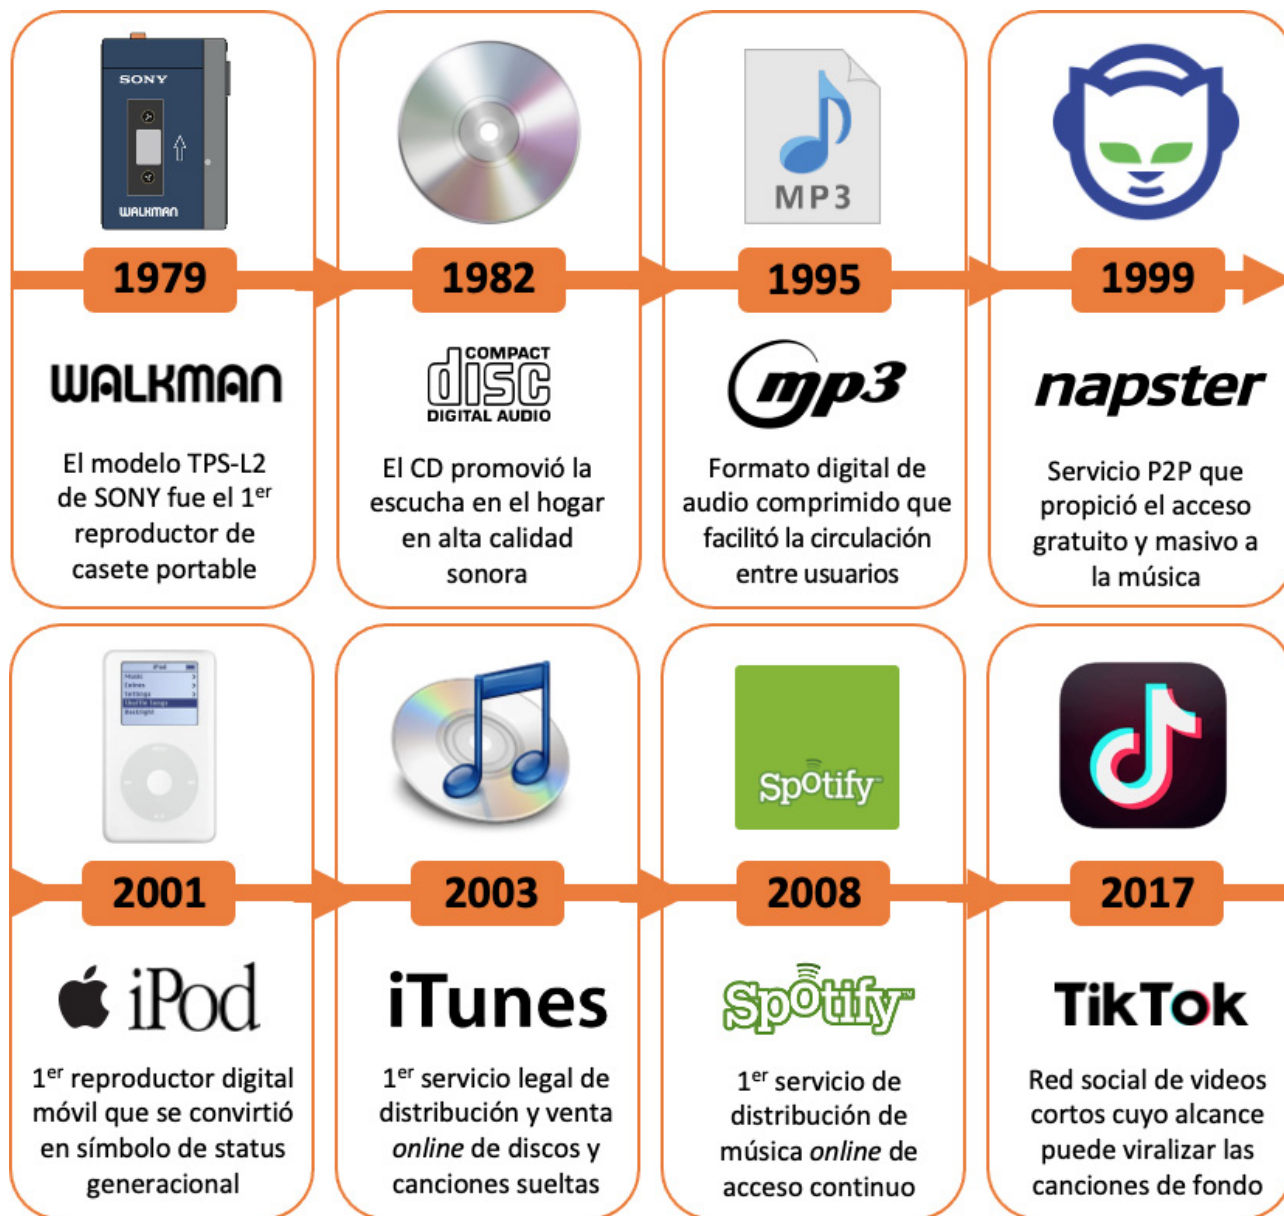 SONY
WALKMAN
MP3
1979
1982
1995
1999
WALKMAN
COMPACT
disc
DIGITAL AUDIO
mp3
napster
El modelo TPS-L2
de SONY fue el 1er
reproductor de
casete portable
El CD promovió la
escucha en el hogar
en alta calidad
sonora
Formato digital de
audio comprimido que
facilitó la circulación
entre usuarios
Servicio P2P que
propició el acceso
gratuito y masivo a
la música
iPod
Music
Settings
Shuffle Songs
Backlight
Spotify
2001
2003
2008
2017
iPod
iTunes
Spotify
TikTok
1er reproductor digital
móvil que se convirtió
en símbolo de status
generacional
1er servicio legal de
distribución y venta
online de discos y
canciones sueltas
1er servicio de
distribución de
música online de
acceso continuo
Red social de videos
cortos cuyo alcance
puede viralizar las
canciones de fondo